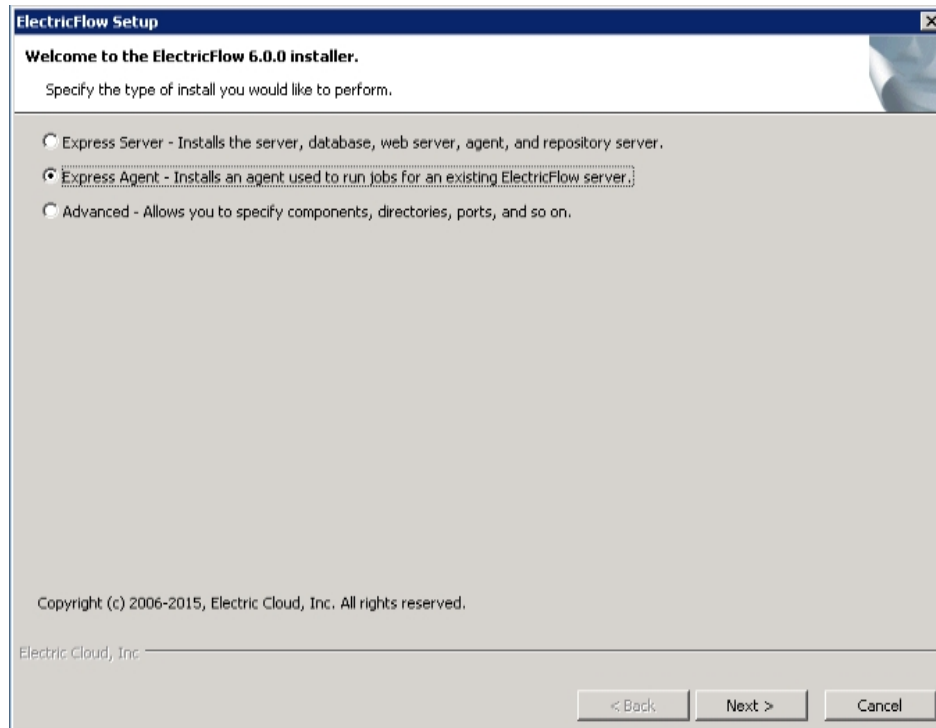 ElectricFlow Setup
Welcome to the ElectricFlow 6.0.0 installer.
Specify the type of install you would like to perform.
Express Server - Installs the server, database, web server, agent, and repository server.
Express Agent - Installs an agent used to run jobs for an existing ElectricFlow server.
Advanced - Allows you to specify components, directories, ports, and so on.
Copyright (c) 2006-2015, Electric Cloud, Inc. All rights reserved.
Electric Cloud, Inc
< Back Next > Cancel